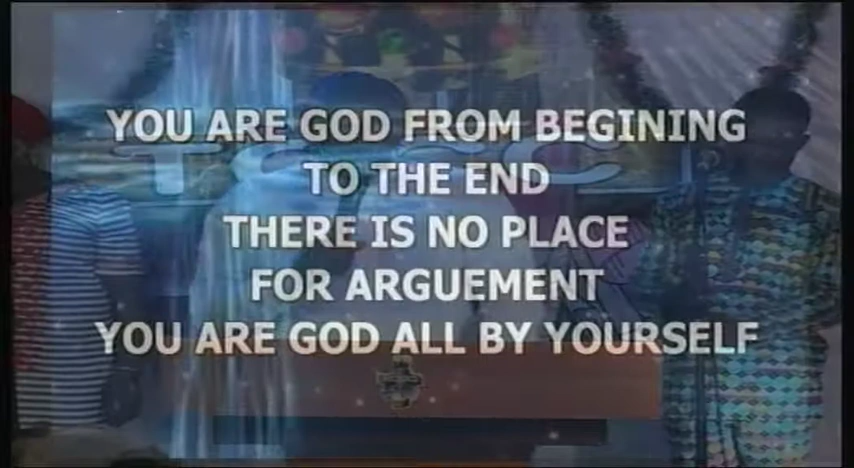 YOU ARE GOD FROM BEGINING
TO THE END
THERE IS NO PLACE
FOR ARGUEMENT
YOU ARE GOD ALL BY YOURSELF